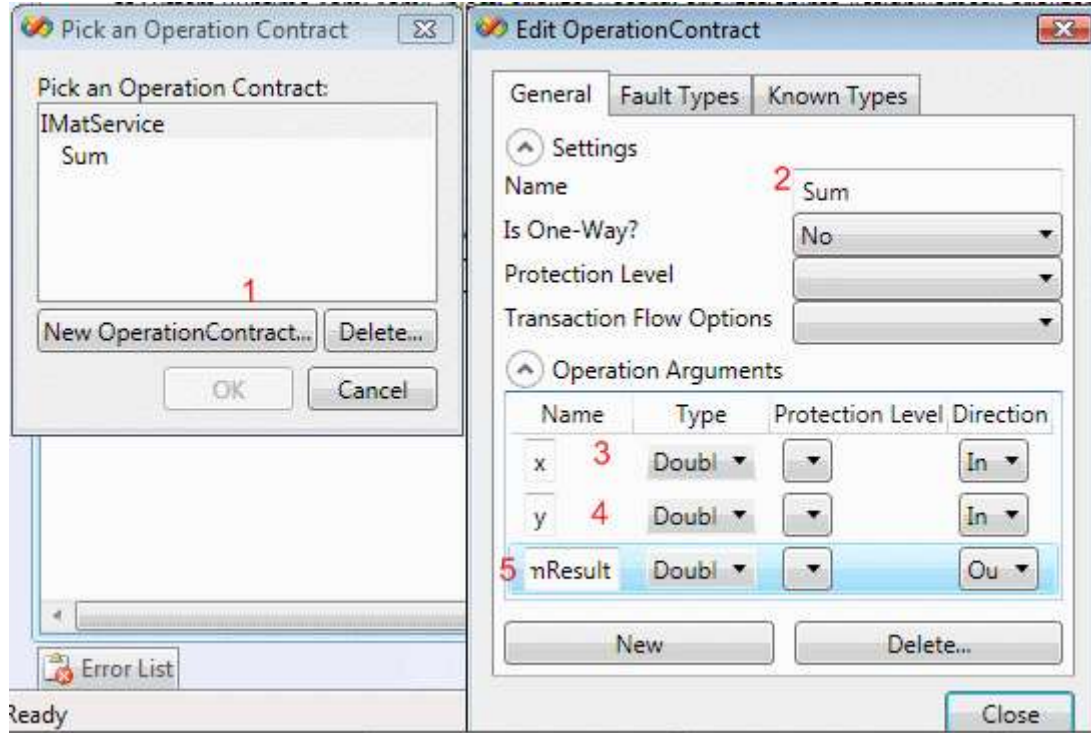 Pick an Operation Contract
Pick an Operation Contract:
IMatService
Sum
1
New OperationContract...
Delete...
OK
Cancel
Error List
Ready
Edit OperationContract
General
Fault Types
Known Types
Settings
Name
2
Sum
Is One-Way?
No
Protection Level
Transaction Flow Options
Operation Arguments
Name Type Protection Level Direction
x 3 Doubl In
y 4 Doubl In
5 nResult Doubl Ou
New
Delete...
Close